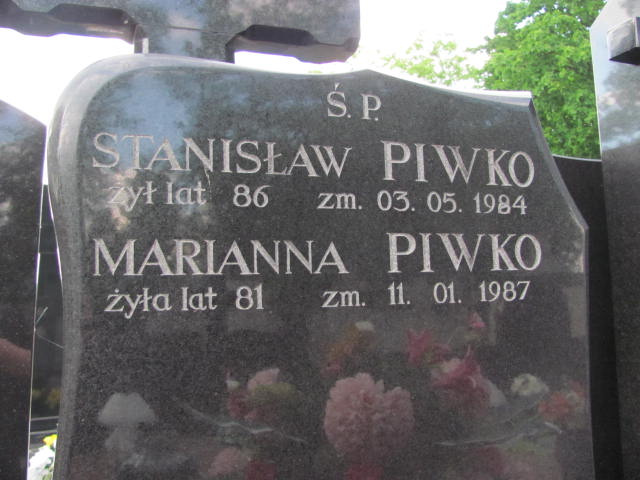 Ś.P.
STANISŁAW PIWKO
żył lat 86 zm. 03. 05. 1984
MARIANNA PIWKO
żyła lat 81 zm. 11. 01. 1987